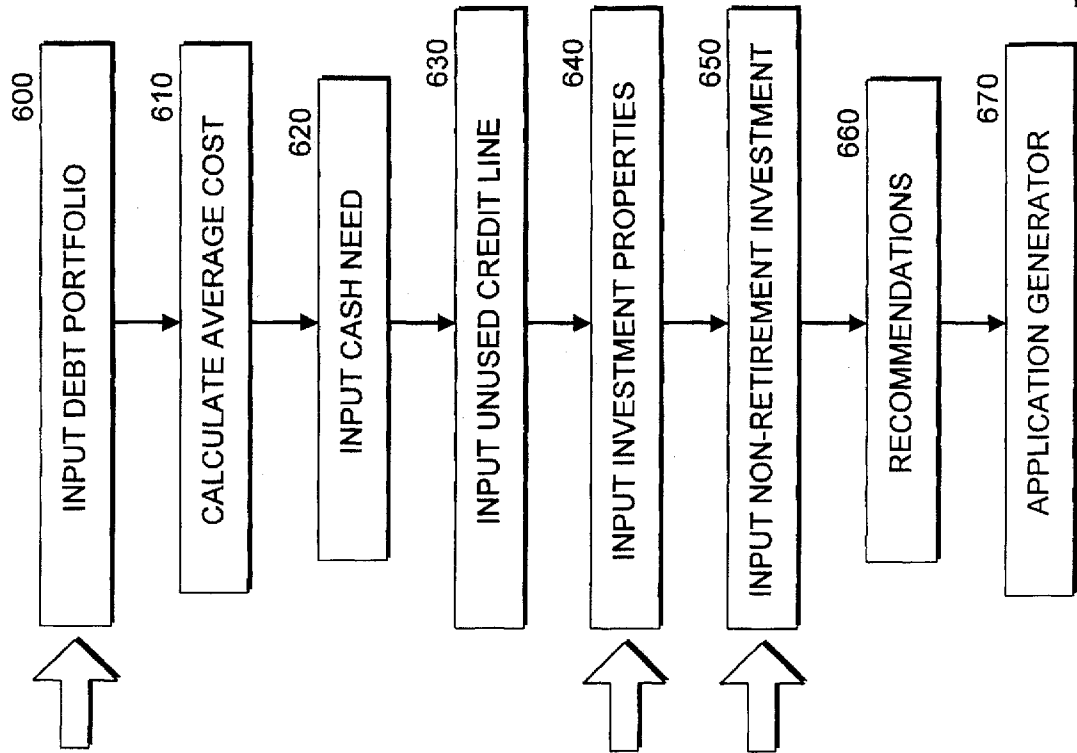 600
INPUT DEBT PORTFOLIO
610
CALCULATE AVERAGE COST
620
INPUT CASH NEED
630
INPUT UNUSED CREDIT LINE
640
INPUT INVESTMENT PROPERTIES
650
INPUT NON-RETIREMENT INVESTMENT
660
RECOMMENDATIONS
670
APPLICATION GENERATOR